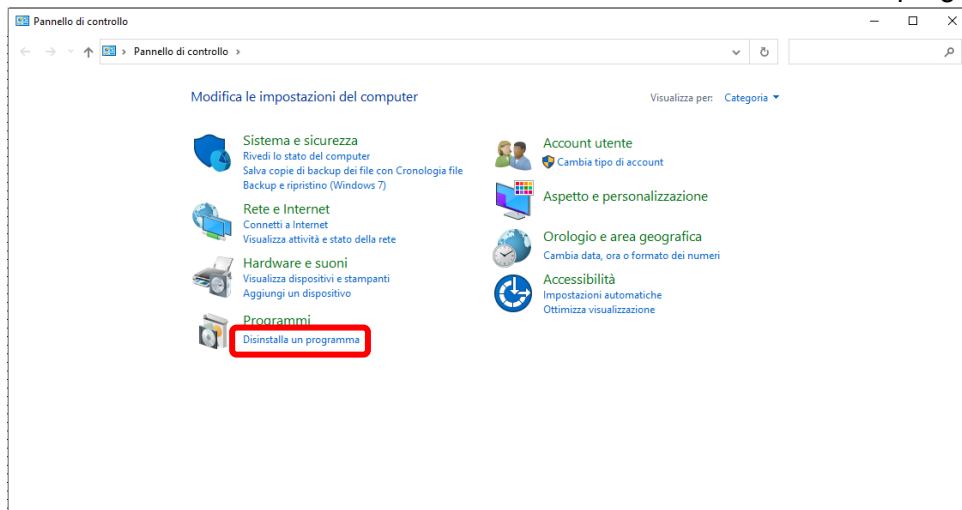 Pannello di controllo
Pannello di controllo
Modifica le impostazioni del computer
Visualizza per: Categoria
Sistema e sicurezza
Rivedi lo stato del computer
Salva copie di backup dei file con Cronologia file
Backup e ripristino (Windows 7)
Rete e Internet
Connetti a Internet
Visualizza attività e stato della rete
Hardware e suoni
Visualizza dispositivi e stampanti
Aggiungi un dispositivo
Programmi
Disinstalla un programma
Account utente
Cambia tipo di account
Aspetto e personalizzazione
Orologio e area geografica
Cambia data, ora o formato dei numeri
Accessibilità
Impostazioni automatiche
Ottimizza visualizzazione